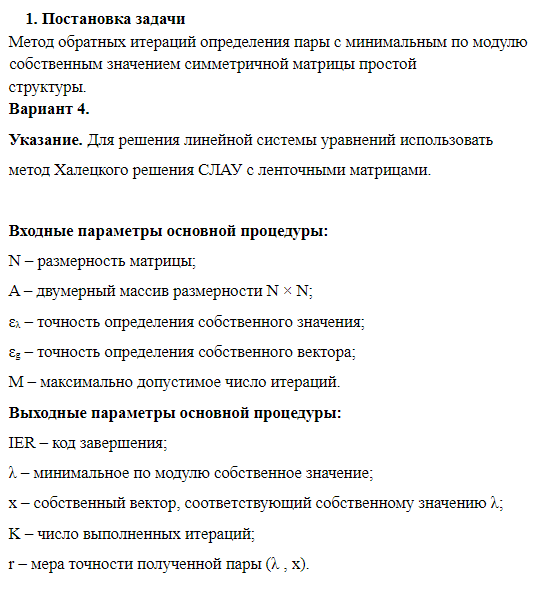 1. Постановка задачи
Метод обратных итераций определения пары с минимальным по модулю
собственным значением симметричной матрицы простой
структуры.
Вариант 4.
Указание. Для решения линейной системы уравнений использовать
метод Халецкого решения СЛАУ с ленточными матрицами.
Входные параметры основной процедуры:
N – размерность матрицы;
A – двумерный массив размерности N × N;
ελ – точность определения собственного значения;
εg – точность определения собственного вектора;
M – максимально допустимое число итераций.
Выходные параметры основной процедуры:
IER – код завершения;
λ – минимальное по модулю собственное значение;
x – собственный вектор, соответствующий собственному значению λ;
K – число выполненных итераций;
r – мера точности полученной пары (λ , x).